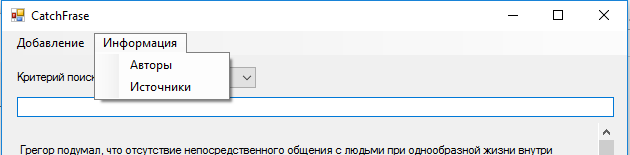 CatchFrase
Добавление Информация
Авторы
Критерий поиск
Источники
Грегор подумал, что отсутствие непосредственного общения с людьми при однообразной жизни внутри